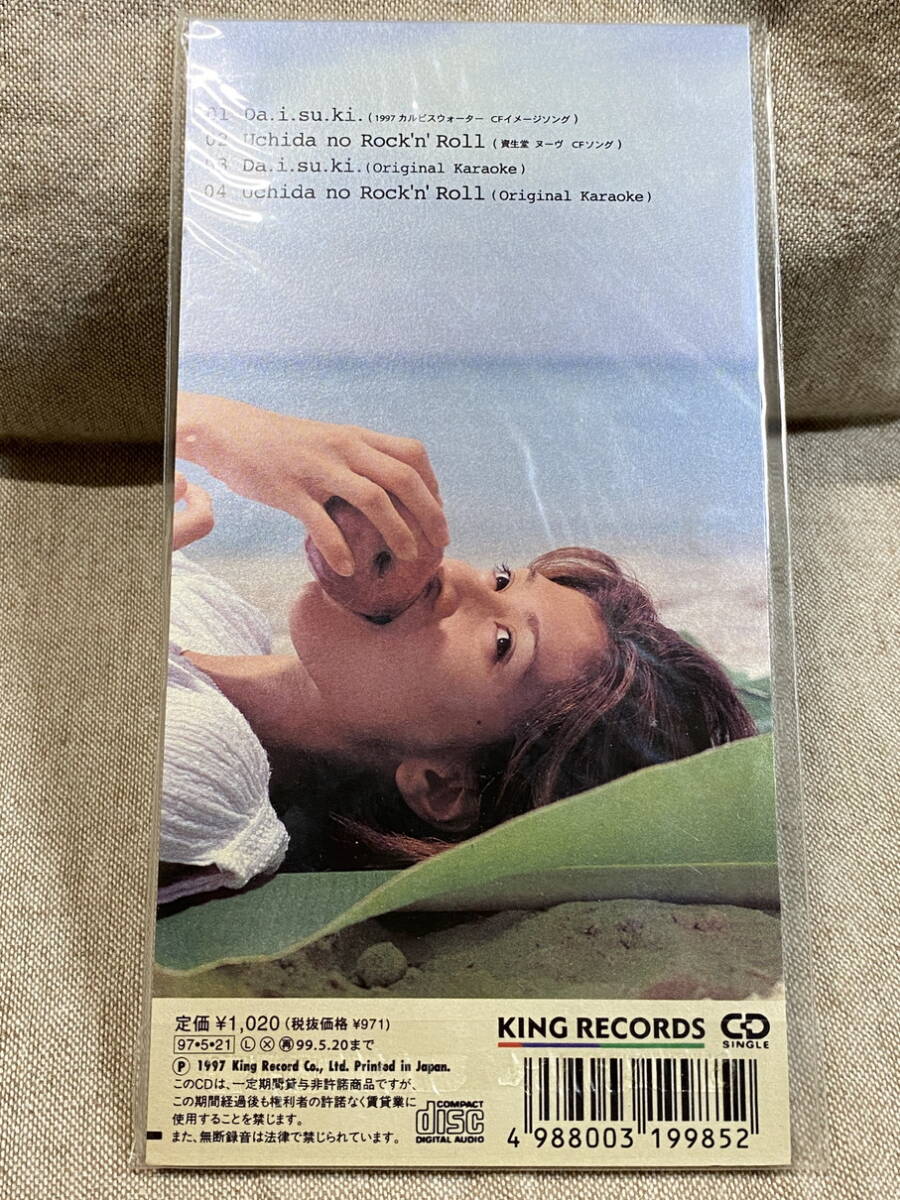 01 Da.i.su.ki. (1997 カルピスウォーター CFイメージソング)
02 Uchida no Rock'n' Roll (資生堂 ヌーヴ CFソング)
03 Da.i.su.ki. (Original Karaoke)
04 Uchida no Rock'n' Roll (Original Karaoke)
定価 ¥1,020 (税抜価格 ¥971)
97・5・21 Ⓛ Ⓧ ㊝ 99.5.20まで
Ⓟ 1997 King Record Co., Ltd. Printed in Japan.
このCDは、一定期間貸与非許諾商品ですが、
この期間経過後も権利者の許諾なく賃貸業に
使用することを禁じます。
また、無断録音は法律で禁じられています。
KING RECORDS
CD
SINGLE
COMPACT
disc
DIGITAL AUDIO
4 988003 199852